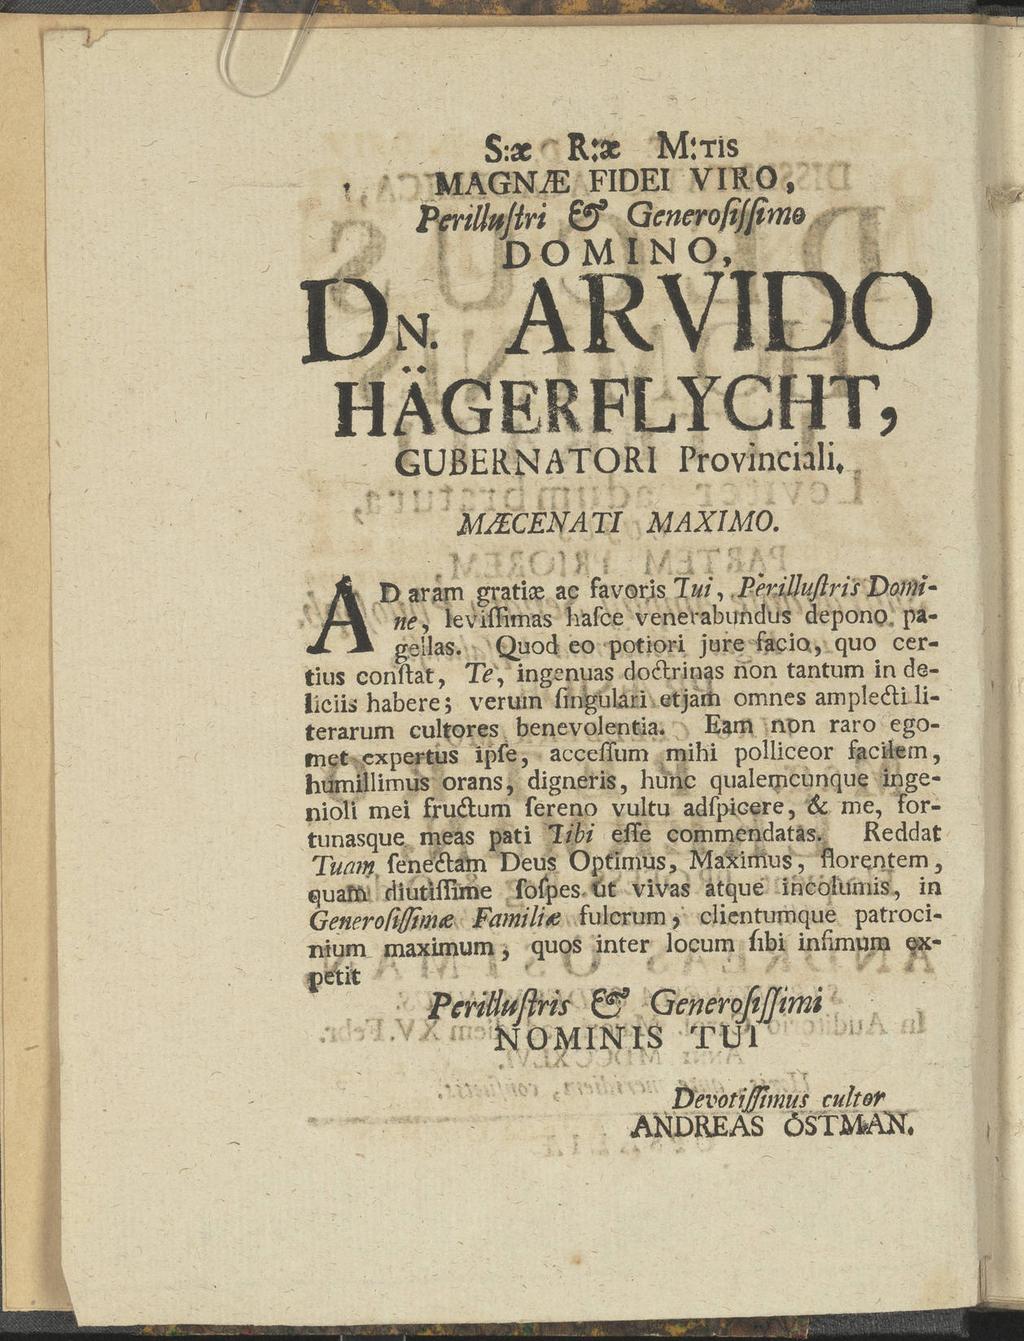 S:æ R:æ M:tis
MAGNÆ FIDEI VIRO,
Perilluſtri & Generoſiſſimo
DOMINO,
DN. ARVIDO
HÄGERFLYCHT,
GUBERNATORI Provinciali,
MÆCENATI MAXIMO.
AD aram gratiæ ac favoris Tui, Perilluſtris Domi-
ne, leviſſimas haſce venerabundus depono pa-
gellas. Quod eo potiori jure facio, quo cer-
tius conſtat, Te, ingenuas doctrinas non tantum in de-
liciis habere; verum ſingulari etjam omnes amplecti li-
terarum cultores benevolentia. Eam non raro ego-
met expertus ipſe, acceſſum mihi polliceor facilem,
humillimus orans, digneris, hunc qualemcunque inge-
nioli mei fructum ſereno vultu adſpicere, & me, for-
tunasque meas pati Tibi eſſe commendatas. Reddat
Tuam ſenectam Deus Optimus, Maximus, florentem,
quam diutiſſime ſoſpes ut vivas atque incolumis, in
Generoſiſſimæ Familiæ fulcrum, clientumque patroci-
nium maximum, quos inter locum ſibi infimum ex-
petit
Perilluſtris & Generoſiſſimi
NOMINIS TUI
Devotiſſimus cultor
ANDREAS ÖSTMAN.